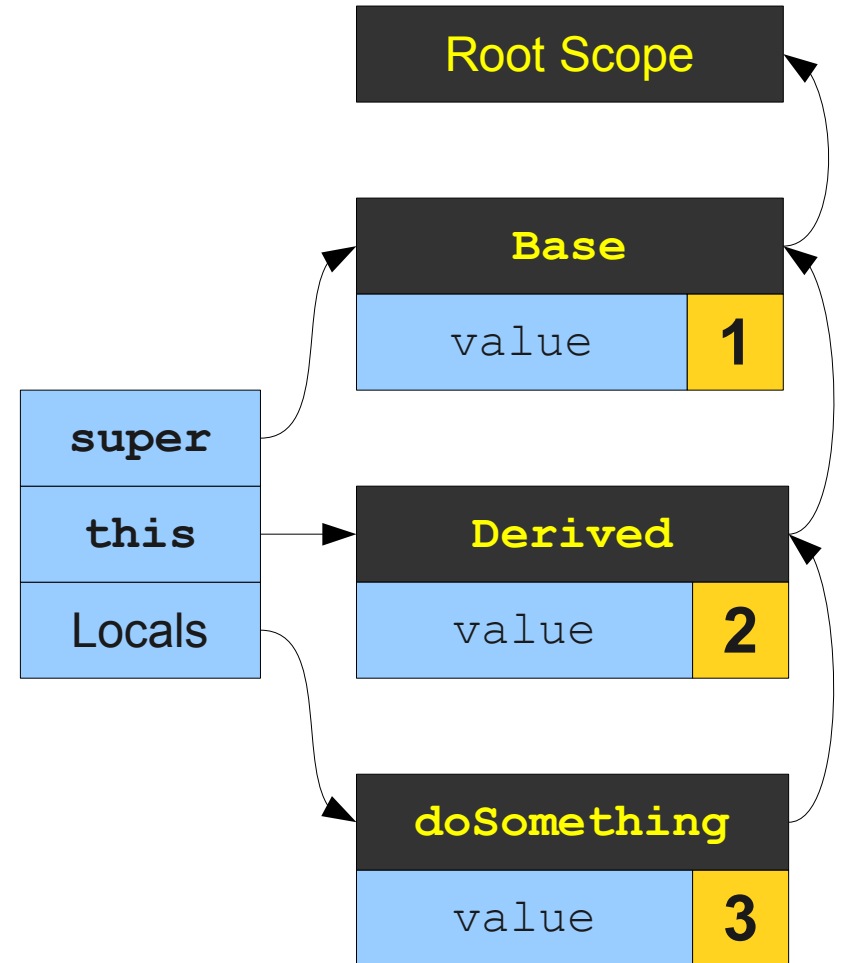 Root Scope
Base
value 1
super
this
Locals
Derived
value 2
doSomething
value 3